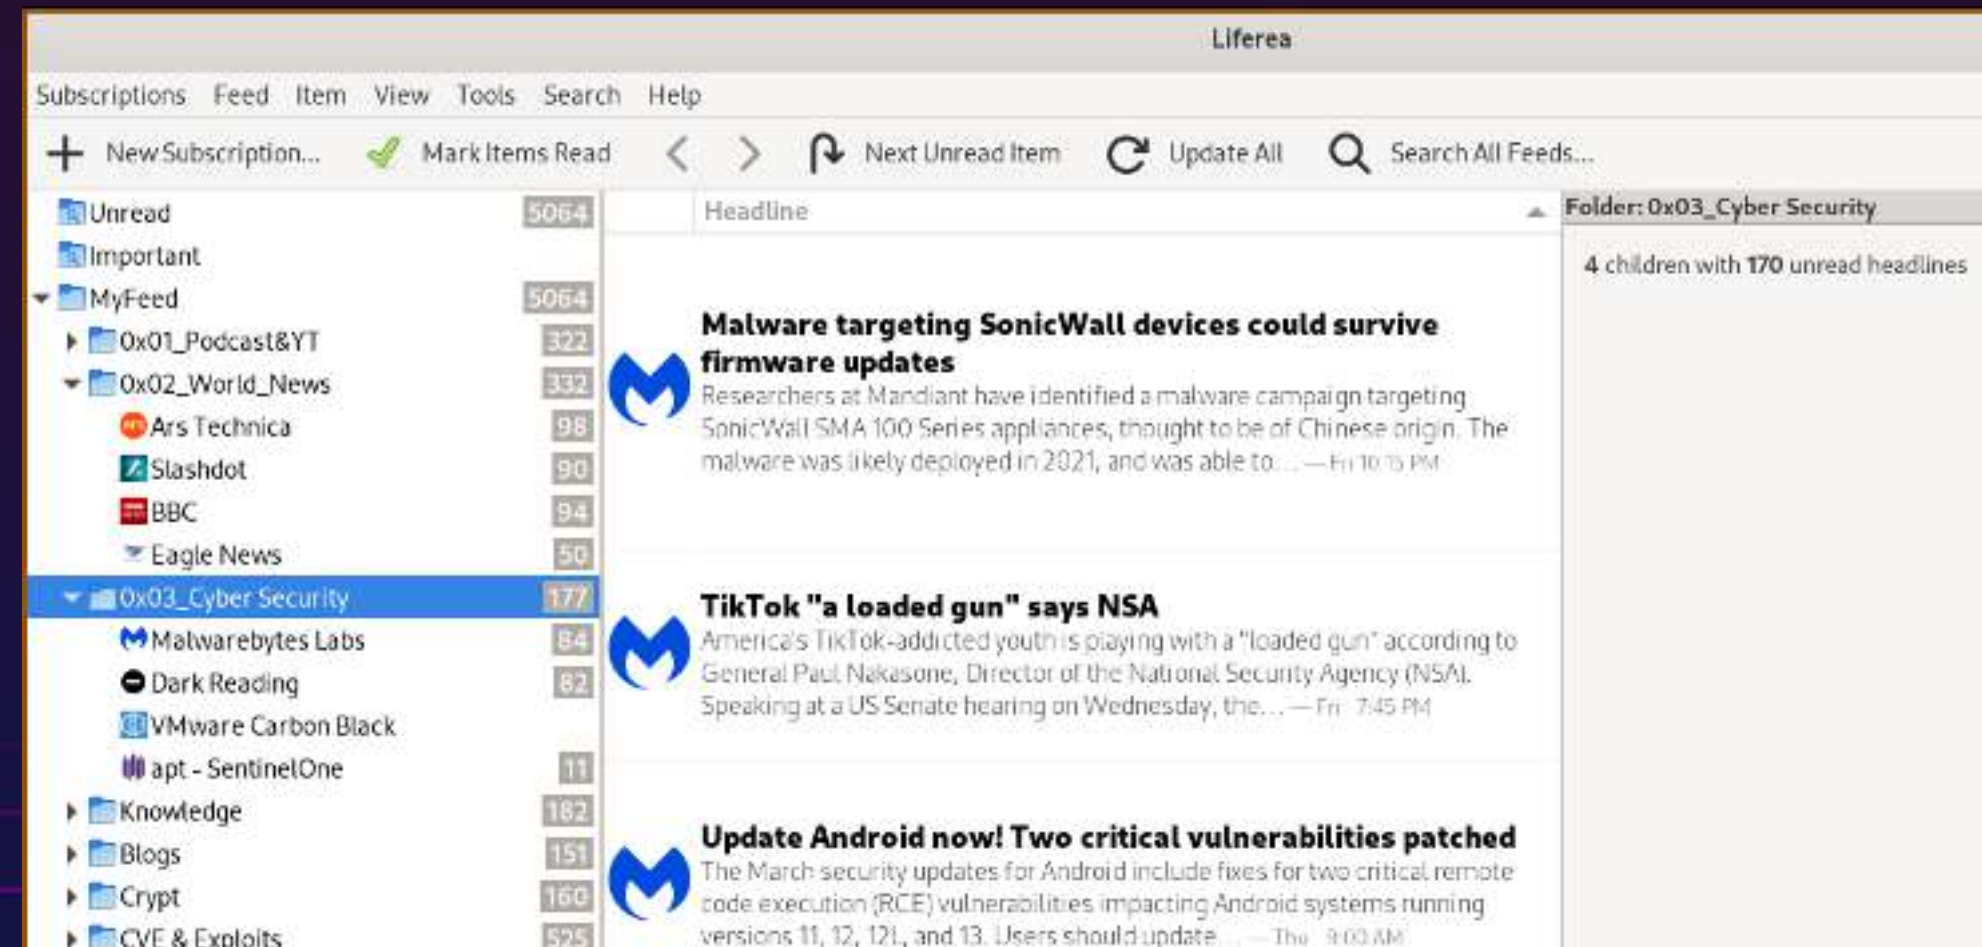 Liferea
Subscriptions Feed Item View Tools Search Help
New Subscription... Mark Items Read Next Unread Item Update All Search All Feeds...
Unread 5064
Important
MyFeed 5064
0x01_Podcast&YT 322
0x02_World_News 332
Ars Technica 98
Slashdot 90
BBC 94
Eagle News 50
0x03_Cyber Security 177
Malwarebytes Labs 84
Dark Reading 82
VMware Carbon Black
apt - SentinelOne 11
Knowledge 182
Blogs 151
Crypt 160
CVE & Exploits 525
Headline
Malware targeting SonicWall devices could survive
firmware updates
Researchers at Mandiant have identified a malware campaign targeting
SonicWall SMA 100 Series appliances, thought to be of Chinese origin. The
malware was likely deployed in 2021, and was able to... — Fri 10:15 PM
TikTok "a loaded gun" says NSA
America's TikTok-addicted youth is playing with a "loaded gun" according to
General Paul Nakasone, Director of the National Security Agency (NSA).
Speaking at a US Senate hearing on Wednesday, the... — Fri 7:45 PM
Update Android now! Two critical vulnerabilities patched
The March security updates for Android include fixes for two critical remote
code execution (RCE) vulnerabilities impacting Android systems running
versions 11, 12, 12L, and 13. Users should update... — Thu 9:00 AM
Folder: 0x03_Cyber Security
4 children with 170 unread headlines